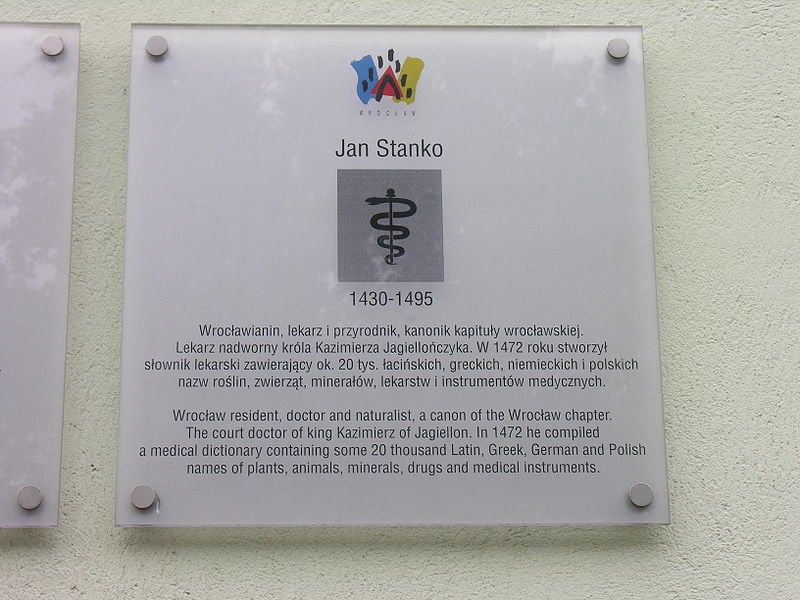 WROCŁAW
Jan Stanko
1430-1495
Wrocławianin, lekarz i przyrodnik, kanonik kapituły wrocławskiej.
Lekarz nadworny króla Kazimierza Jagiellończyka. W 1472 roku stworzył
słownik lekarski zawierający ok. 20 tys. łacińskich, greckich, niemieckich i polskich
nazw roślin, zwierząt, minerałów, lekarstw i instrumentów medycznych.
Wrocław resident, doctor and naturalist, a canon of the Wrocław chapter.
The court doctor of king Kazimierz of Jagiellon. In 1472 he compiled
a medical dictionary containing some 20 thousand Latin, Greek, German and Polish
names of plants, animals, minerals, drugs and medical instruments.